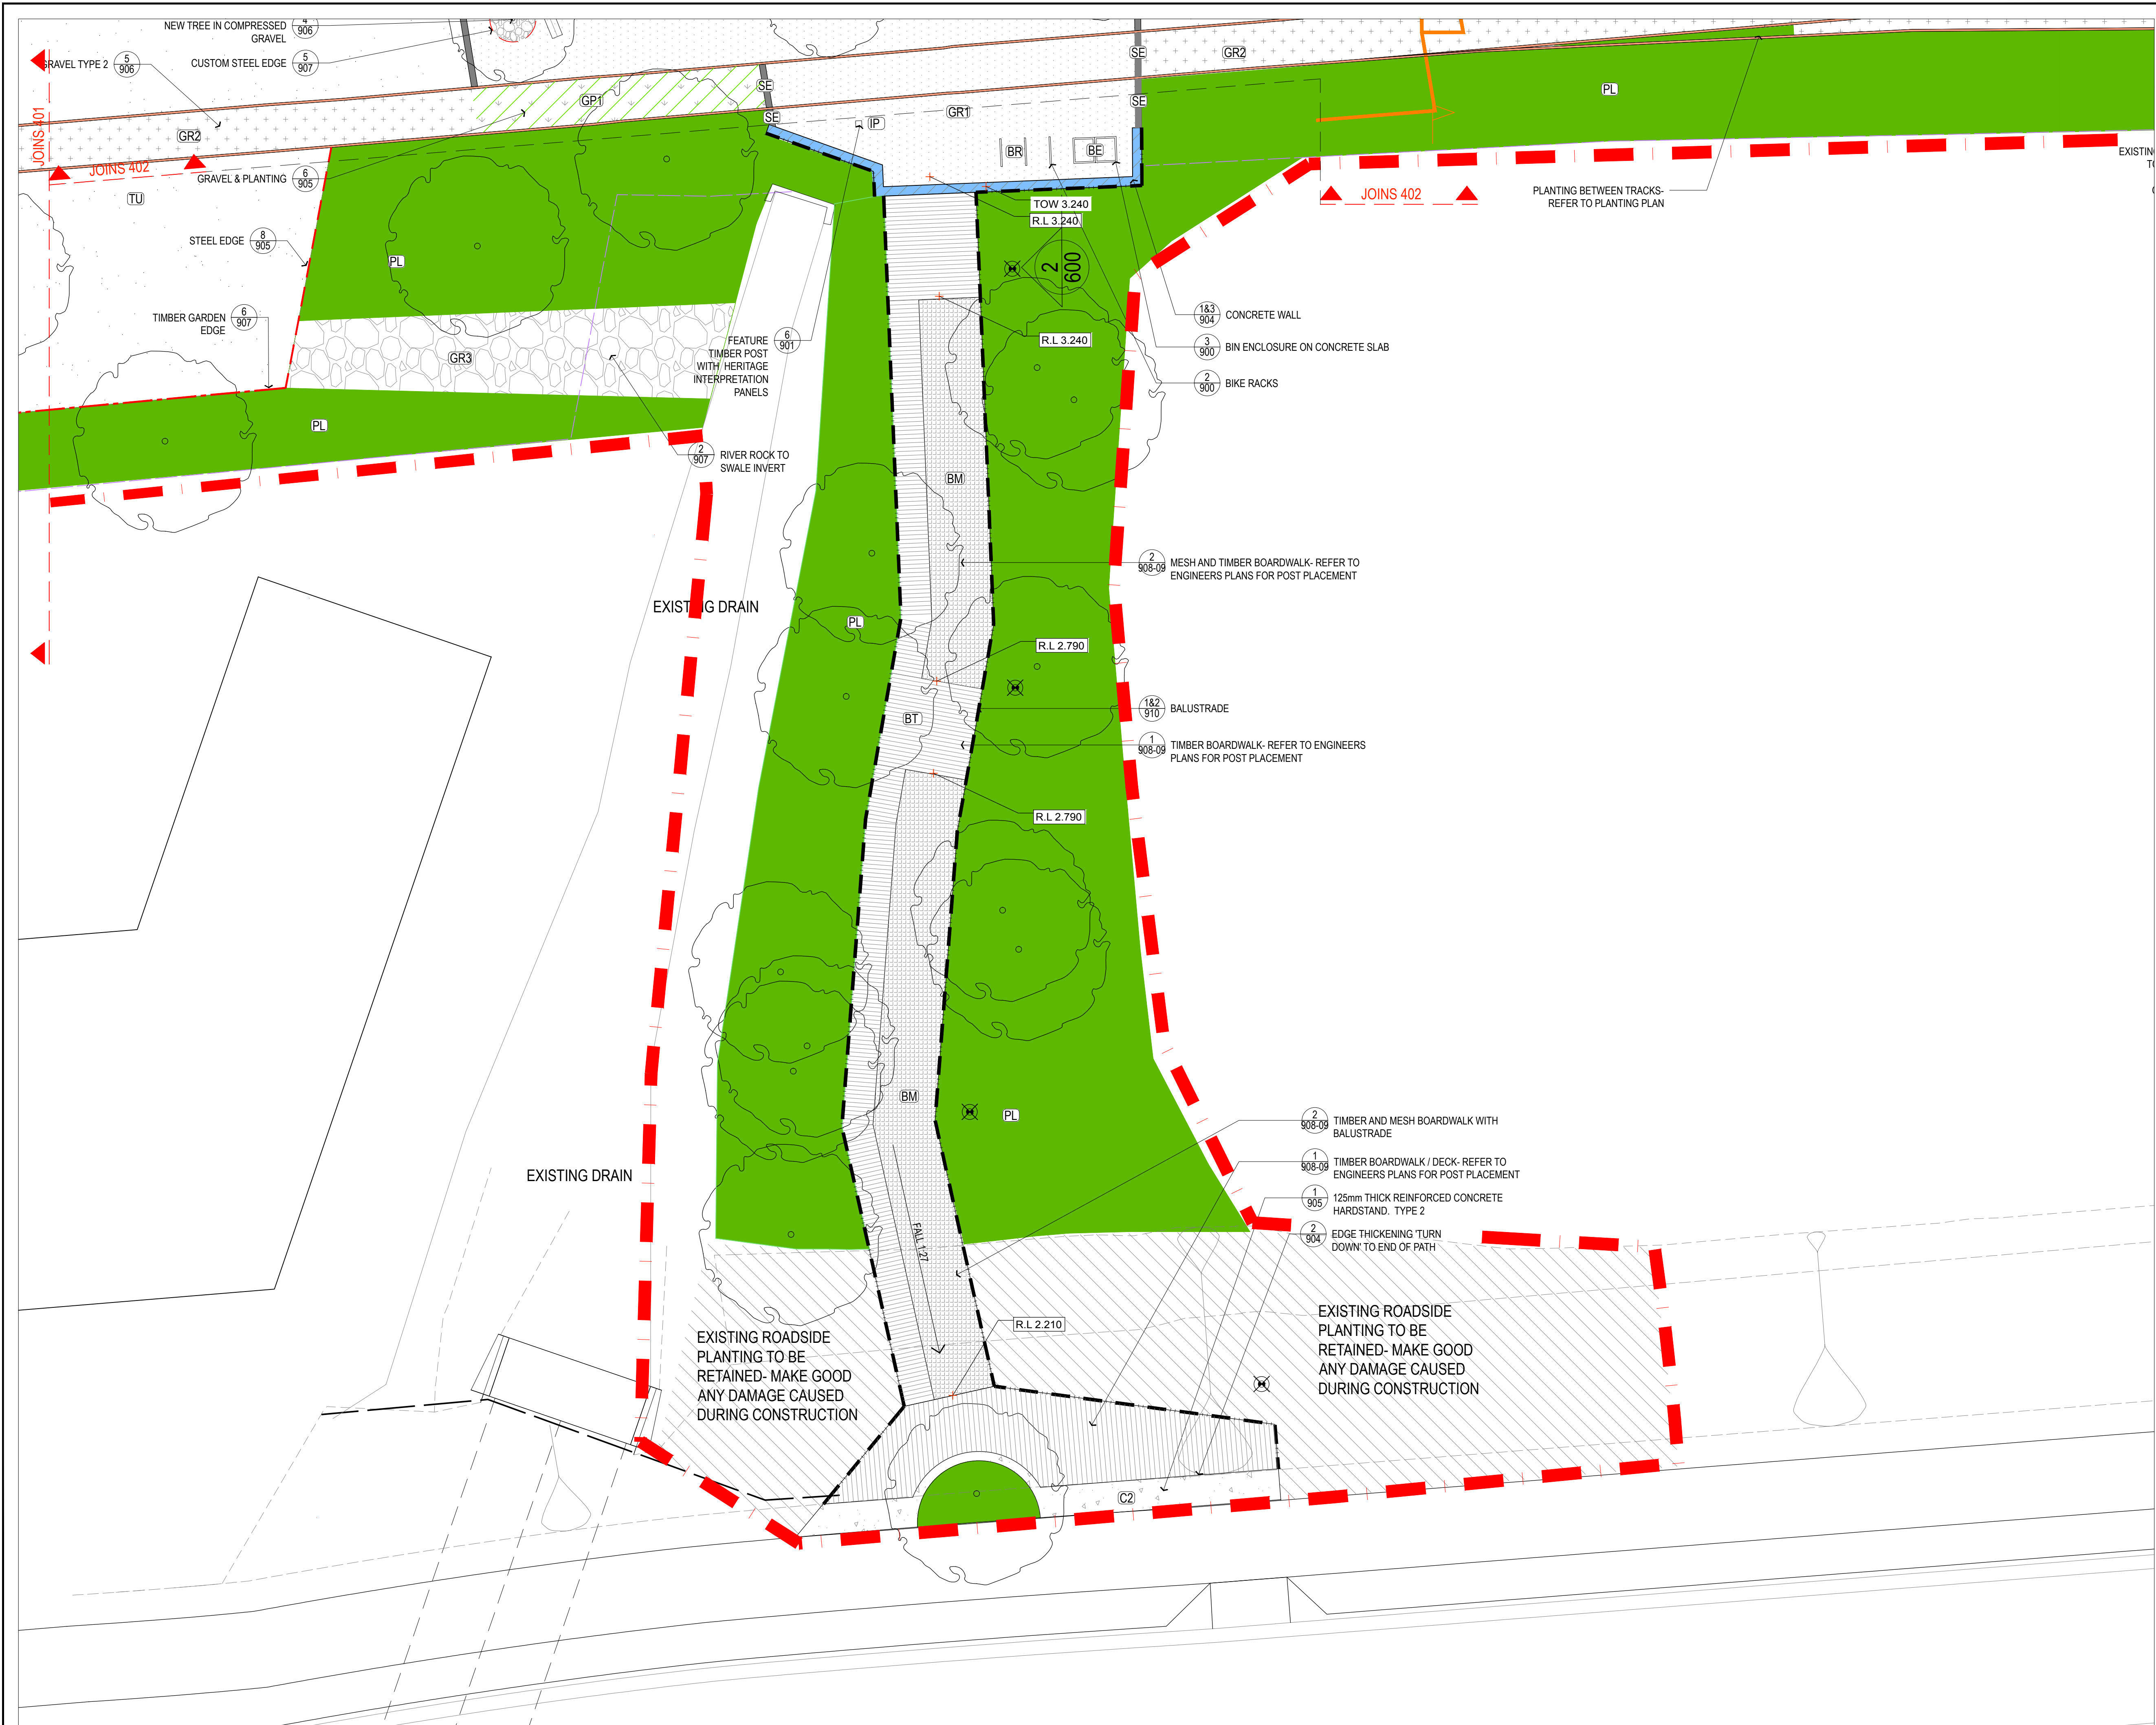 NEW TREE IN COMPRESSED
GRAVEL
4
906
CUSTOM STEEL EDGE
5
907
GRAVEL TYPE 2
5
906
JOINS 401
GR2
JOINS 402
TU
GRAVEL & PLANTING
6
905
STEEL EDGE
8
905
TIMBER GARDEN
EDGE
6
907
PL
GR3
PL
GP1
SE
SE
IP
GR1
SE
SE
GR2
PL
BR
BE
TOW 3.240
R.L 3.240
2
600
JOINS 402
PLANTING BETWEEN TRACKS-
REFER TO PLANTING PLAN
EXISTING
R.L 3.240
1&3
904
CONCRETE WALL
3
900
BIN ENCLOSURE ON CONCRETE SLAB
2
900
BIKE RACKS
FEATURE
TIMBER POST
WITH HERITAGE
INTERPRETATION
PANELS
6
901
2
907
RIVER ROCK TO
SWALE INVERT
BM
2
908-09
MESH AND TIMBER BOARDWALK- REFER TO
ENGINEERS PLANS FOR POST PLACEMENT
EXISTING DRAIN
PL
R.L 2.790
BT
1&2
910
BALUSTRADE
1
908-09
TIMBER BOARDWALK- REFER TO ENGINEERS
PLANS FOR POST PLACEMENT
R.L 2.790
BM
PL
2
908-09
TIMBER AND MESH BOARDWALK WITH
BALUSTRADE
1
908-09
TIMBER BOARDWALK / DECK- REFER TO
ENGINEERS PLANS FOR POST PLACEMENT
1
905
125mm THICK REINFORCED CONCRETE
HARDSTAND. TYPE 2
2
904
EDGE THICKENING 'TURN
DOWN' TO END OF PATH
EXISTING DRAIN
FALL 1:27
R.L 2.210
EXISTING ROADSIDE
PLANTING TO BE
RETAINED- MAKE GOOD
ANY DAMAGE CAUSED
DURING CONSTRUCTION
EXISTING ROADSIDE
PLANTING TO BE
RETAINED- MAKE GOOD
ANY DAMAGE CAUSED
DURING CONSTRUCTION
C2